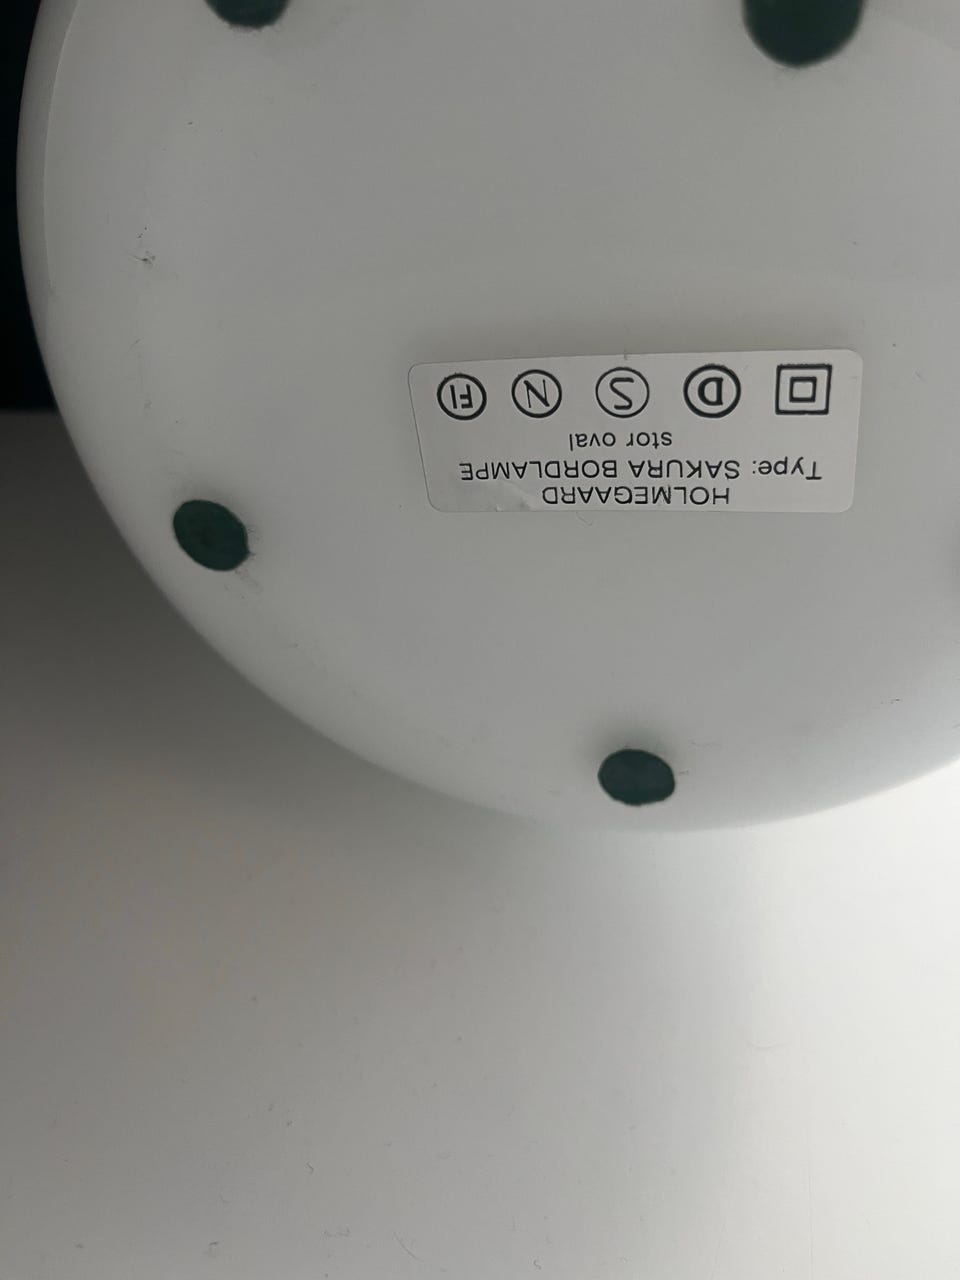 HOLMEGAARD
Type: SAKURA BORDLAMPE
stor oval
D S N FI